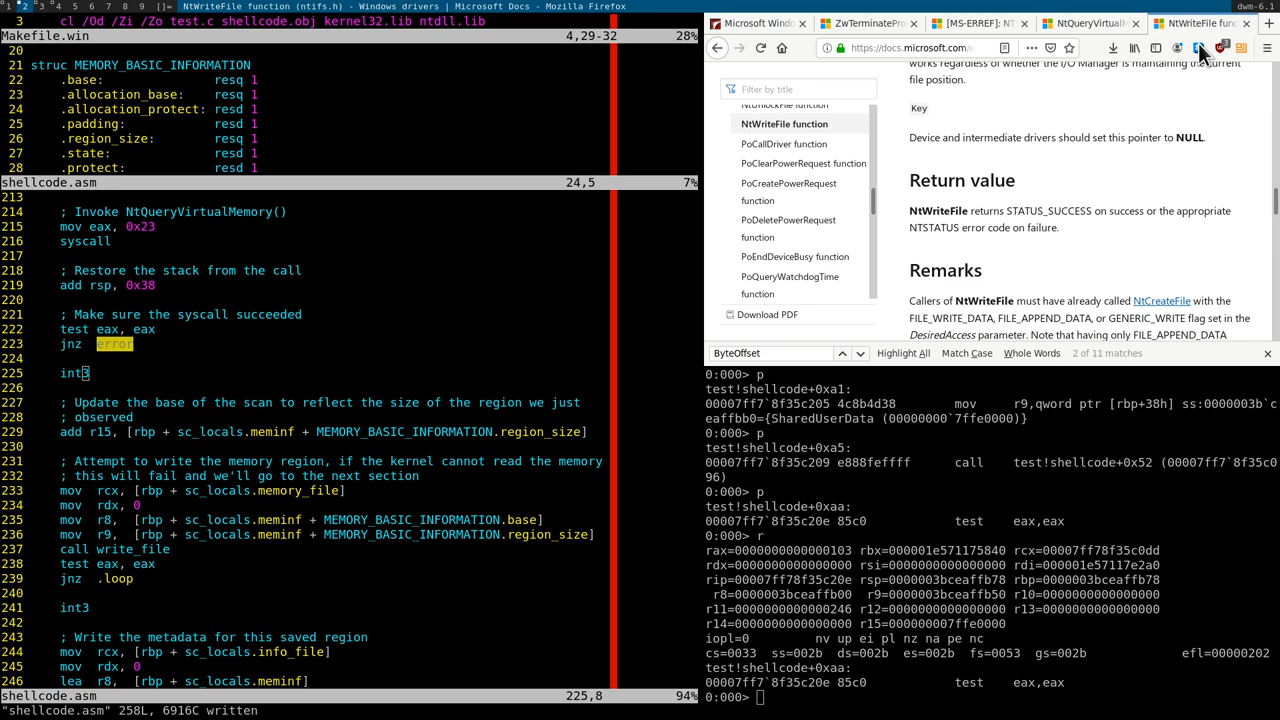 1 2 3 4 5 6 7 8 9 []= NtWriteFile function (ntifs.h) - Windows drivers | Microsoft Docs - Mozilla Firefox dwm-6.1
3 cl /Od /Zi /Zo test.c shellcode.obj kernel32.lib ntdll.lib
Makefile.win 4,29-32 28%
20
21 struc MEMORY_BASIC_INFORMATION
22 .base: resq 1
23 .allocation_base: resq 1
24 .allocation_protect: resd 1
25 .padding: resd 1
26 .region_size: resq 1
27 .state: resd 1
28 .protect: resd 1
shellcode.asm 24,5 7%
213
214 ; Invoke NtQueryVirtualMemory()
215 mov eax, 0x23
216 syscall
217
218 ; Restore the stack from the call
219 add rsp, 0x38
220
221 ; Make sure the syscall succeeded
222 test eax, eax
223 jnz error
224
225 int3
226
227 ; Update the base of the scan to reflect the size of the region we just
228 ; observed
229 add r15, [rbp + sc_locals.meminf + MEMORY_BASIC_INFORMATION.region_size]
230
231 ; Attempt to write the memory region, if the kernel cannot read the memory
232 ; this will fail and we'll go to the next section
233 mov rcx, [rbp + sc_locals.memory_file]
234 mov rdx, 0
235 mov r8, [rbp + sc_locals.meminf + MEMORY_BASIC_INFORMATION.base]
236 mov r9, [rbp + sc_locals.meminf + MEMORY_BASIC_INFORMATION.region_size]
237 call write_file
238 test eax, eax
239 jnz .loop
240
241 int3
242
243 ; Write the metadata for this saved region
244 mov rcx, [rbp + sc_locals.info_file]
245 mov rdx, 0
246 lea r8, [rbp + sc_locals.meminf]
shellcode.asm 225,8 94%
"shellcode.asm" 258L, 6916C written
Microsoft Windo
ZwTerminatePro
[MS-ERREF]: NTS
NtQueryVirtualM
NtWriteFile func
https://docs.microsoft.com/e
3
works regardless of whether the I/O Manager is maintaining the current
file position.
Key
Device and intermediate drivers should set this pointer to NULL.
Return value
NtWriteFile returns STATUS_SUCCESS on success or the appropriate
NTSTATUS error code on failure.
Remarks
Callers of NtWriteFile must have already called NtCreateFile with the
FILE_WRITE_DATA, FILE_APPEND_DATA, or GENERIC_WRITE flag set in the
DesiredAccess parameter. Note that having only FILE_APPEND_DATA
Filter by title
NtUnlockFile function
NtWriteFile function
PoCallDriver function
PoClearPowerRequest function
PoCreatePowerRequest
function
PoDeletePowerRequest
function
PoEndDeviceBusy function
PoQueryWatchdogTime
function
Download PDF
ByteOffset Highlight All Match Case Whole Words 2 of 11 matches
0:000> p
test!shellcode+0xa1:
00007ff7`8f35c205 4c8b4d38 mov r9,qword ptr [rbp+38h] ss:0000003b`c
eaffbb0={SharedUserData (00000000`7ffe0000)}
0:000> p
test!shellcode+0xa5:
00007ff7`8f35c209 e888feffff call test!shellcode+0x52 (00007ff7`8f35c0
96)
0:000> p
test!shellcode+0xaa:
00007ff7`8f35c20e 85c0 test eax,eax
0:000> r
rax=0000000000000103 rbx=000001e571175840 rcx=00007ff78f35c0dd
rdx=0000000000000000 rsi=0000000000000000 rdi=000001e57117e2a0
rip=00007ff78f35c20e rsp=0000003bceaffb78 rbp=0000003bceaffb78
r8=0000003bceaffb00 r9=0000003bceaffb50 r10=0000000000000000
r11=0000000000000246 r12=0000000000000000 r13=0000000000000000
r14=0000000000000000 r15=000000007ffe0000
iopl=0 nv up ei pl nz na pe nc
cs=0033 ss=002b ds=002b es=002b fs=0053 gs=002b efl=00000202
test!shellcode+0xaa:
00007ff7`8f35c20e 85c0 test eax,eax
0:000>